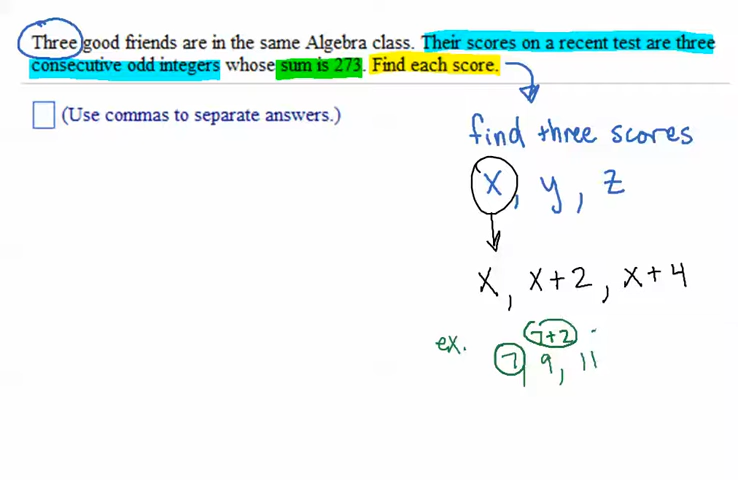 Three good friends are in the same Algebra class. Their scores on a recent test are three
consecutive odd integers whose sum is 273. Find each score.
(Use commas to separate answers.)
find three scores
x, y, z
x, x+2, x+4
7+2
ex. 7, 9, 11